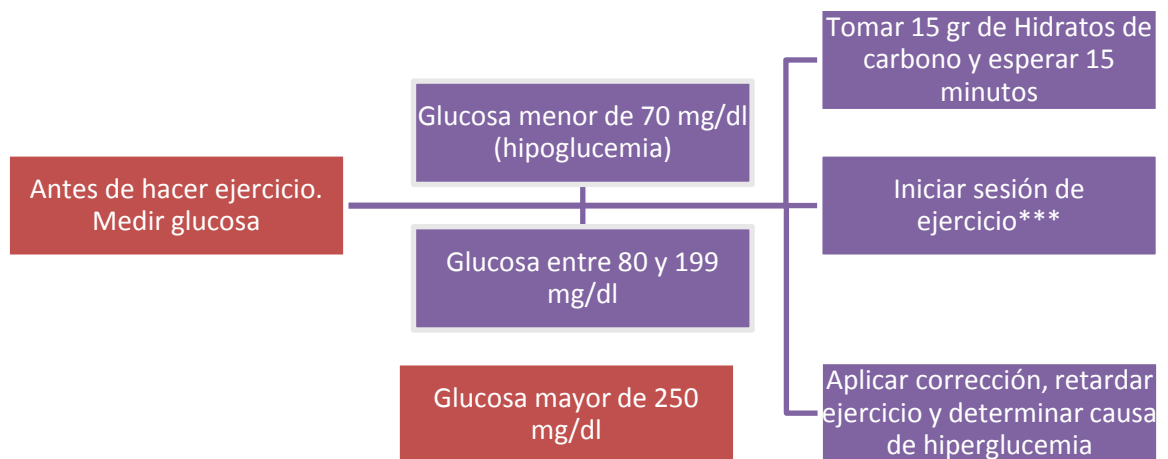 Antes de hacer ejercicio.
Medir glucosa
Glucosa menor de 70 mg/dl
(hipoglucemia)
Glucosa entre 80 y 199
mg/dl
Glucosa mayor de 250
mg/dl
Tomar 15 gr de Hidratos de
carbono y esperar 15
minutos
Iniciar sesión de
ejercicio***
Aplicar corrección, retardar
ejercicio y determinar causa
de hiperglucemia